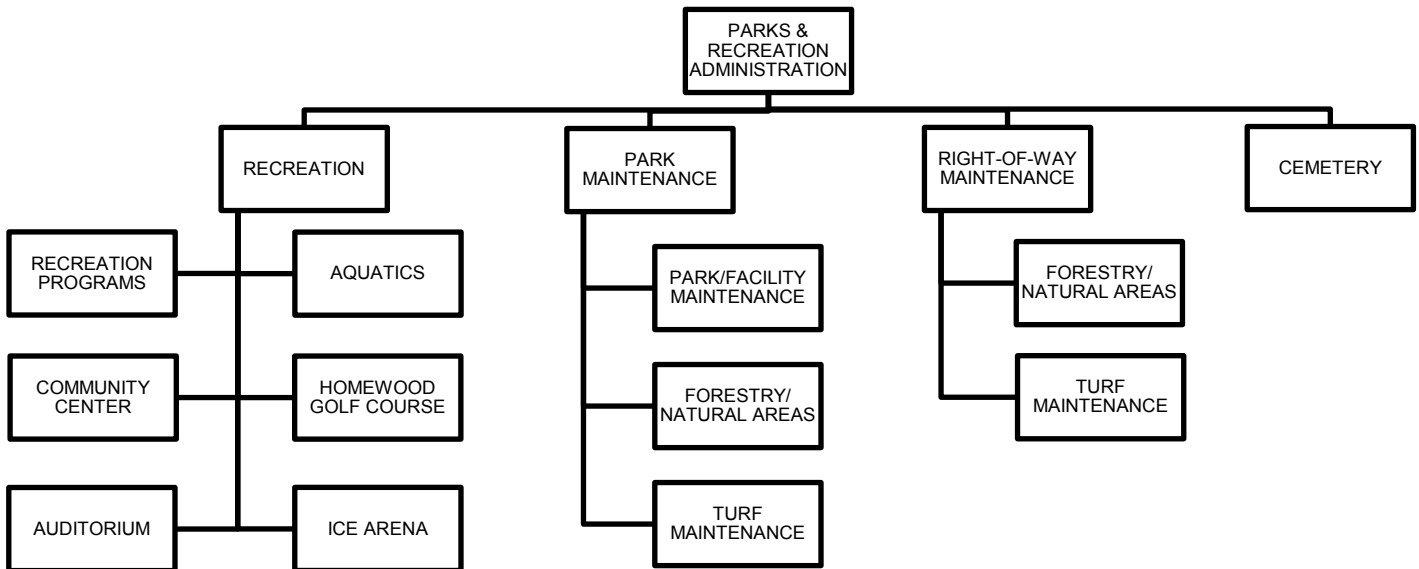 PARKS &
RECREATION
ADMINISTRATION
RECREATION
PARK
MAINTENANCE
RIGHT-OF-WAY
MAINTENANCE
CEMETERY
RECREATION
PROGRAMS
AQUATICS
PARK/FACILITY
MAINTENANCE
FORESTRY/
NATURAL AREAS
COMMUNITY
CENTER
HOMEWOOD
GOLF COURSE
FORESTRY/
NATURAL AREAS
TURF
MAINTENANCE
AUDITORIUM
ICE ARENA
TURF
MAINTENANCE